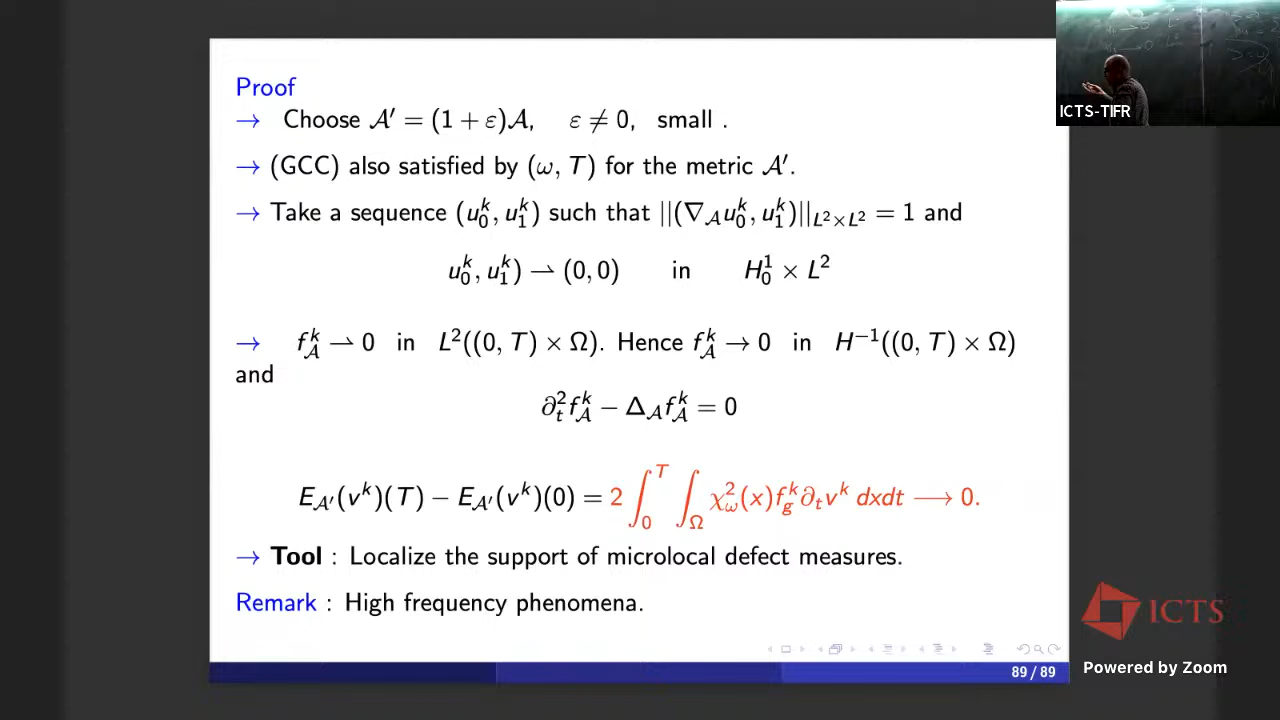 Proof
→ Choose 𝒜′ = (1 + ε)𝒜, ε ≠ 0, small .
→ (GCC) also satisfied by (ω, T) for the metric 𝒜′.
→ Take a sequence (u₀ᵏ, u₁ᵏ) such that ||(∇_𝒜 u₀ᵏ, u₁ᵏ)||_{L²×L²} = 1 and
u₀ᵏ, u₁ᵏ) ⇀ (0, 0) in H₀¹ × L²
→ f_𝒜ᵏ ⇀ 0 in L²((0, T) × Ω). Hence f_𝒜ᵏ → 0 in H⁻¹((0, T) × Ω)
and
∂ₜ² f_𝒜ᵏ − Δ_𝒜 f_𝒜ᵏ = 0
E_{𝒜′}(vᵏ)(T) − E_{𝒜′}(vᵏ)(0) = 2 ∫₀ᵀ ∫_Ω χ_ω²(x) f_gᵏ ∂ₜvᵏ dxdt ⟶ 0.
→ Tool : Localize the support of microlocal defect measures.
Remark : High frequency phenomena.
89 / 89
ICTS-TIFR
ICTS
Powered by Zoom